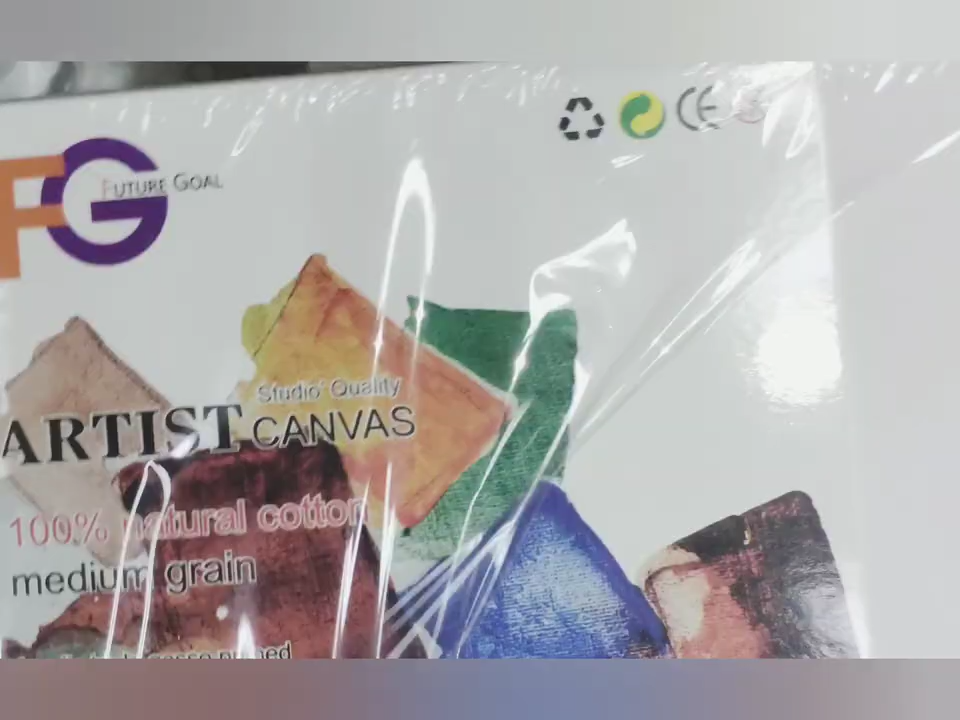 FG
FUTURE GOAL
CE
Studio Quality
ARTIST CANVAS
100% natural cotton
medium grain